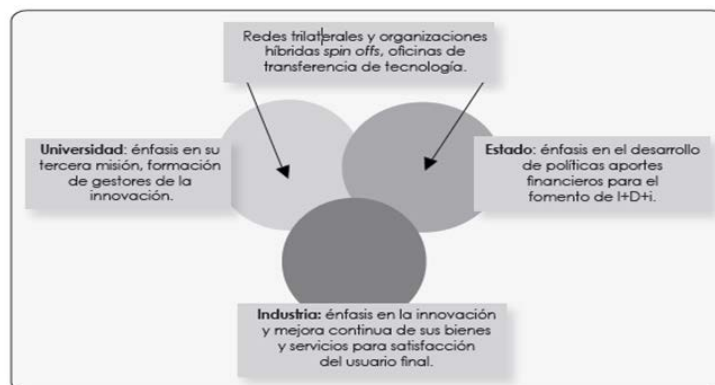 Redes trilaterales y organizaciones
híbridas spin offs, oficinas de
transferencia de tecnología.
Universidad: énfasis en su
tercera misión, formación
de gestores de la
innovación.
Estado: énfasis en el desarrollo
de políticas aportes
financieros para el
fomento de I+D+i.
Industria: énfasis en la innovación
y mejora continua de sus bienes
y servicios para satisfacción
del usuario final.